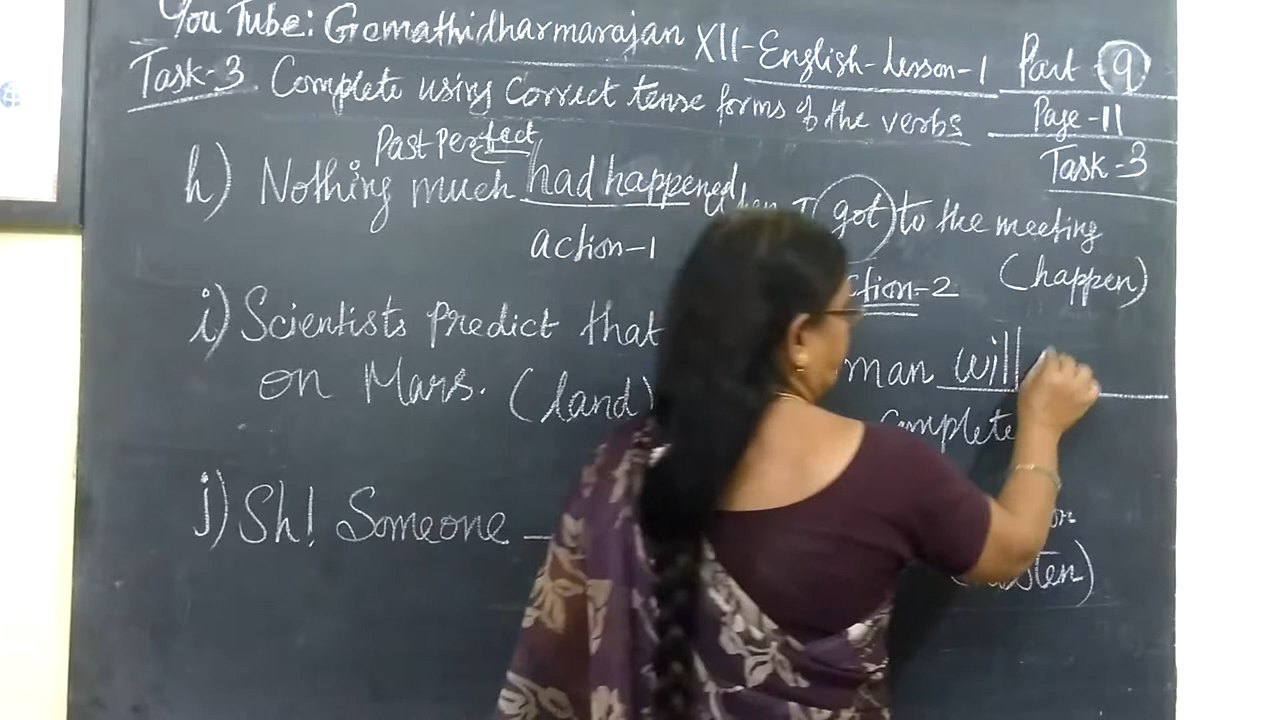 You Tube: Gomathidharmarajan XII-English-Lesson-1 Part 9
Task-3. Complete using correct tense forms of the verbs Page-11
Task-3
Past Perfect
h) Nothing much had happened, when I got to the meeting
action-1 action-2 (happen)
i) Scientists predict that man will
on Mars. (land) Complete
j) Sh! Someone
(listen)